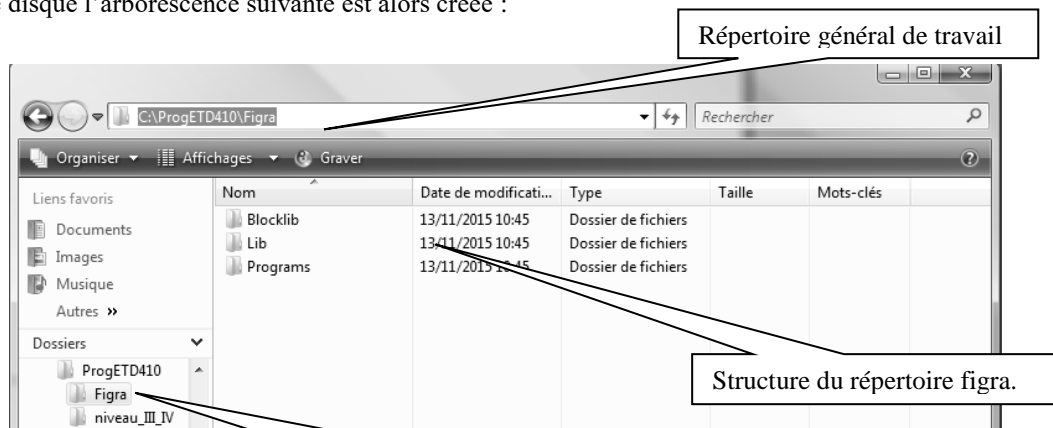 disque l'arborescence suivante est alors créée :
Répertoire général de travail
C:\ProgETD410\Figra
Rechercher
Organiser Affichages Graver
Liens favoris
Documents
Images
Musique
Autres »
Dossiers
ProgETD410
Figra
niveau_III_IV
Nom Date de modificati... Type Taille Mots-clés
Blocklib 13/11/2015 10:45 Dossier de fichiers
Lib 13/11/2015 10:45 Dossier de fichiers
Programs 13/11/2015 10:45 Dossier de fichiers
Structure du répertoire figra.